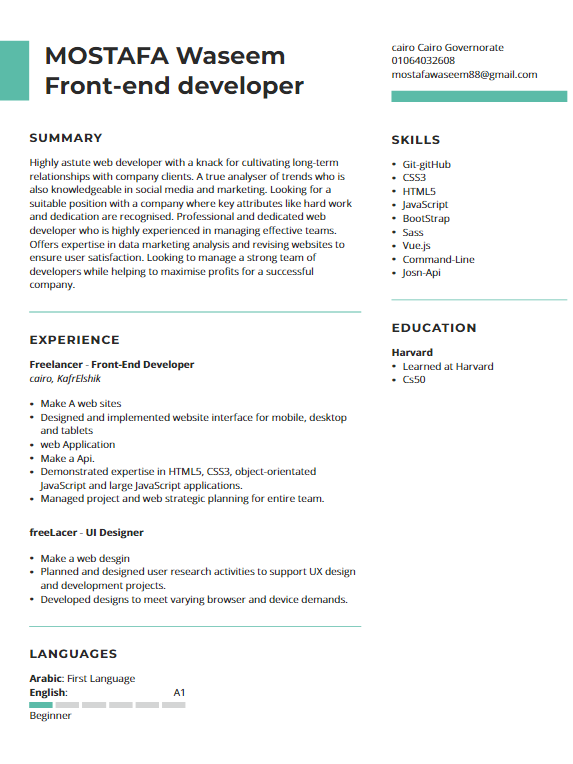 MOSTAFA Waseem
Front-end developer
cairo Cairo Governorate
01064032608
mostafawaseem88@gmail.com
SUMMARY
Highly astute web developer with a knack for cultivating long-term
relationships with company clients. A true analyser of trends who is
also knowledgeable in social media and marketing. Looking for a
suitable position with a company where key attributes like hard work
and dedication are recognised. Professional and dedicated web
developer who is highly experienced in managing effective teams.
Offers expertise in data marketing analysis and revising websites to
ensure user satisfaction. Looking to manage a strong team of
developers while helping to maximise profits for a successful
company.
EXPERIENCE
Freelancer - Front-End Developer
cairo, KafrElshik
• Make A web sites
• Designed and implemented website interface for mobile, desktop
and tablets
• web Application
• Make a Api.
• Demonstrated expertise in HTML5, CSS3, object-orientated
JavaScript and large JavaScript applications.
• Managed project and web strategic planning for entire team.
freeLacer - UI Designer
• Make a web desgin
• Planned and designed user research activities to support UX design
and development projects.
• Developed designs to meet varying browser and device demands.
LANGUAGES
Arabic: First Language
English: A1
Beginner
SKILLS
• Git-gitHub
• CSS3
• HTML5
• JavaScript
• BootStrap
• Sass
• Vue.js
• Command-Line
• Josn-Api
EDUCATION
Harvard
• Learned at Harvard
• Cs50